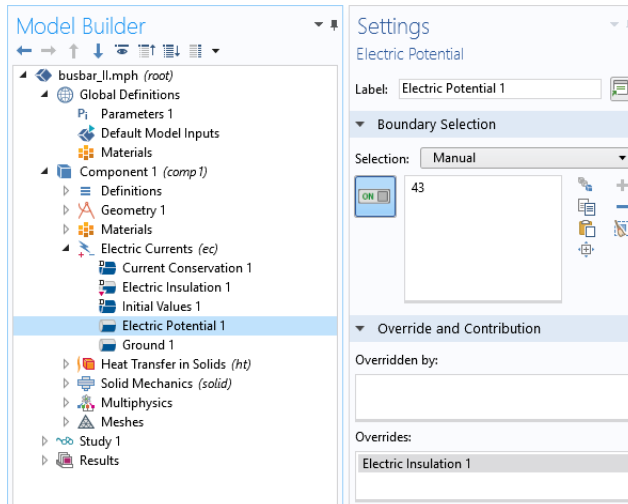 Model Builder
busbar_ll.mph (root)
Global Definitions
Pi Parameters 1
Default Model Inputs
Materials
Component 1 (comp1)
Definitions
Geometry 1
Materials
Electric Currents (ec)
Current Conservation 1
Electric Insulation 1
Initial Values 1
Electric Potential 1
Ground 1
Heat Transfer in Solids (ht)
Solid Mechanics (solid)
Multiphysics
Meshes
Study 1
Results
Settings
Electric Potential
Label: Electric Potential 1
Boundary Selection
Selection: Manual
ON
43
Override and Contribution
Overridden by:
Overrides:
Electric Insulation 1